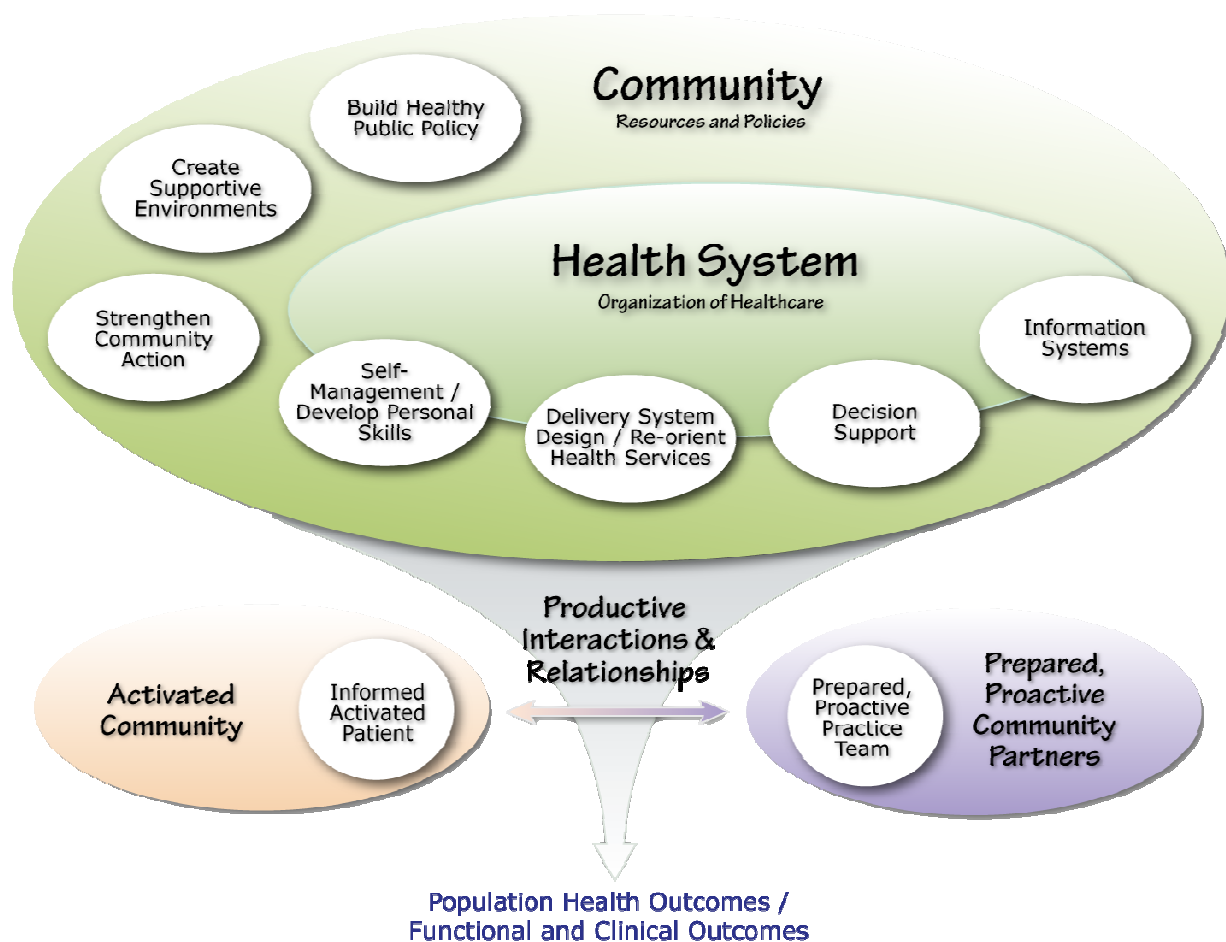 Community
Resources and Policies
Build Healthy
Public Policy
Create
Supportive
Environments
Strengthen
Community
Action
Health System
Organization of Healthcare
Self-
Management /
Develop Personal
Skills
Delivery System
Design / Re-orient
Health Services
Decision
Support
Information
Systems
Productive
Interactions &
Relationships
Activated
Community
Informed
Activated
Patient
Prepared,
Proactive
Practice
Team
Prepared,
Proactive
Community
Partners
Population Health Outcomes /
Functional and Clinical Outcomes